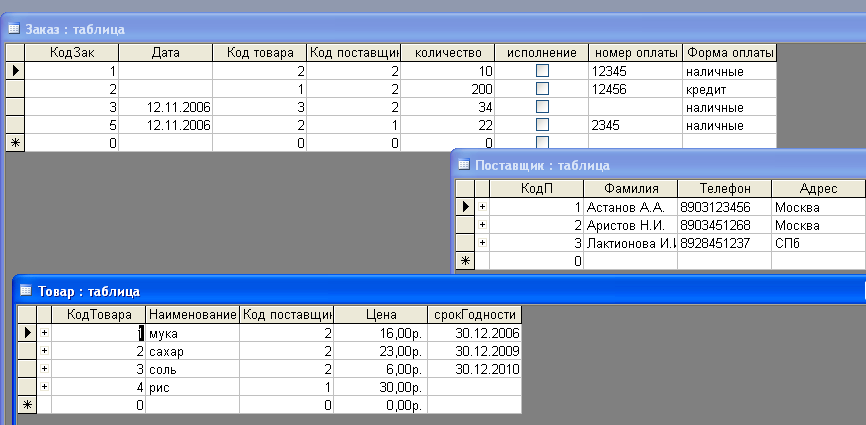 Заказ : таблица
КодЗак Дата Код товара Код поставщин количество исполнение номер оплаты Форма оплаты
1 2 2 10 12345 наличные
2 1 2 200 12456 кредит
3 12.11.2006 3 2 34 наличные
5 12.11.2006 2 1 22 2345 наличные
0 0 0 0
Поставщик : таблица
КодП Фамилия Телефон Адрес
1 Астанов А.А. 8903123456 Москва
2 Аристов Н.И. 8903451268 Москва
3 Лактионова И.И 8928451237 СПб
0
Товар : таблица
КодТовара Наименование Код поставщин Цена срокГодности
1 мука 2 16,00р. 30.12.2006
2 сахар 2 23,00р. 30.12.2009
3 соль 2 6,00р. 30.12.2010
4 рис 1 30,00р.
0 0 0,00р.